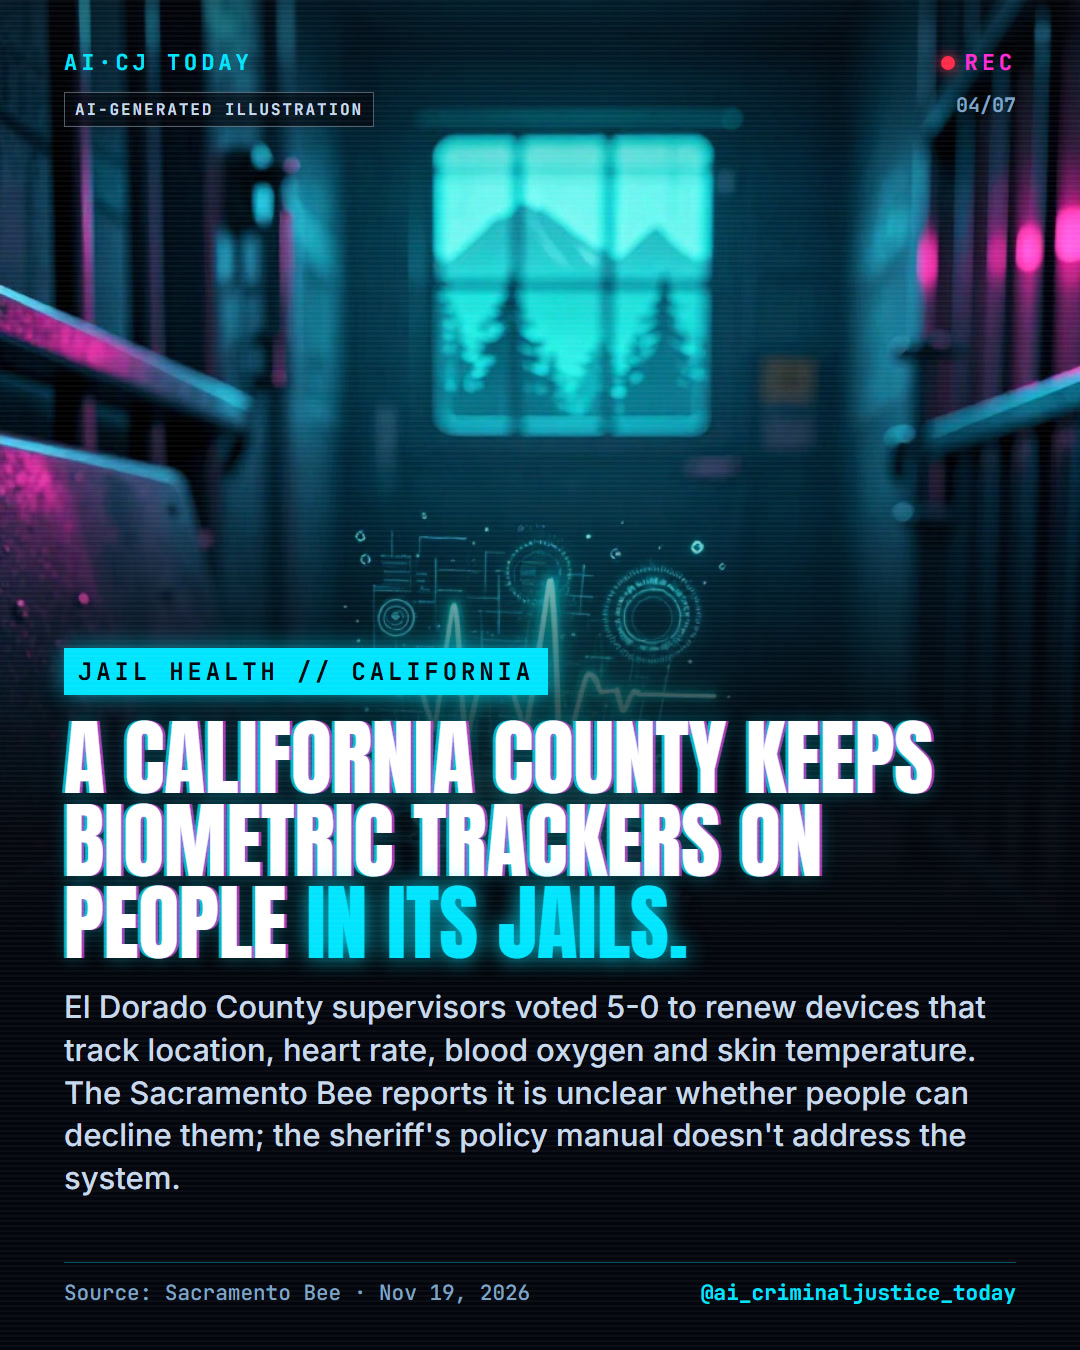 AI·CJ TODAY
REC
AI-GENERATED ILLUSTRATION
04/07
JAIL HEALTH // CALIFORNIA
A CALIFORNIA COUNTY KEEPS
BIOMETRIC TRACKERS ON
PEOPLE IN ITS JAILS.
El Dorado County supervisors voted 5-0 to renew devices that
track location, heart rate, blood oxygen and skin temperature.
The Sacramento Bee reports it is unclear whether people can
decline them; the sheriff's policy manual doesn't address the
system.
Source: Sacramento Bee · Nov 19, 2026
@ai_criminaljustice_today